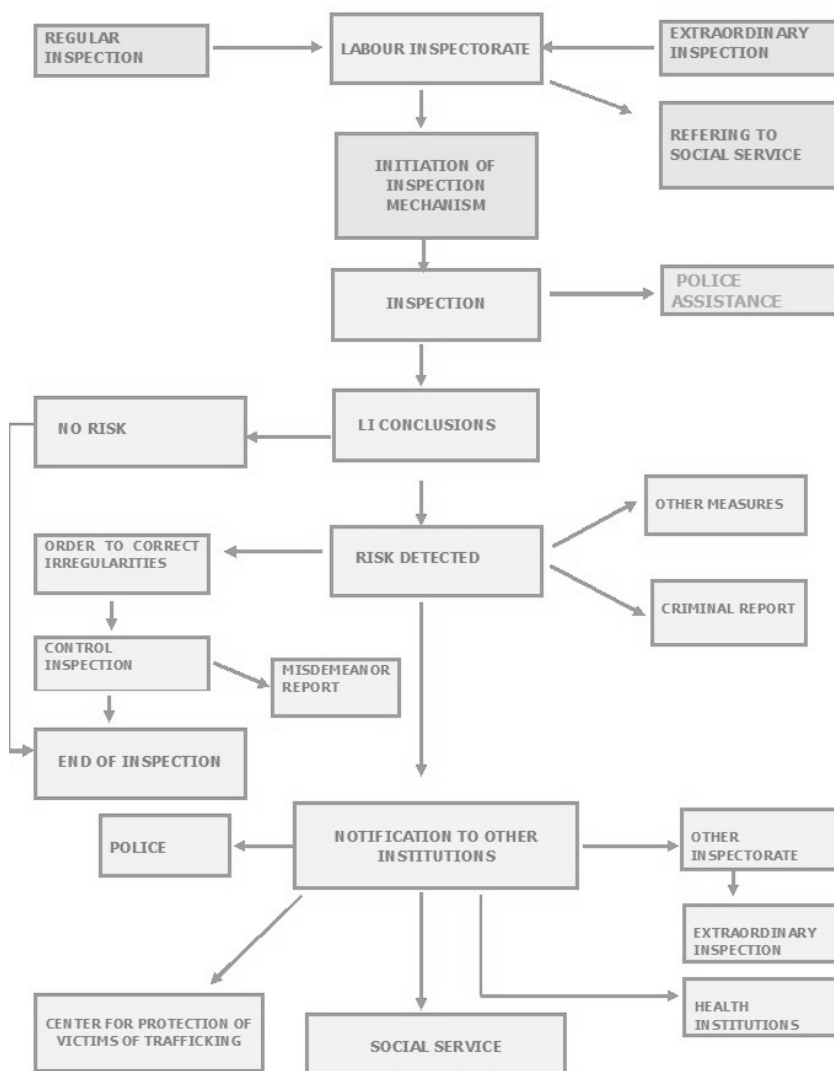 REGULAR
INSPECTION
LABOUR INSPECTORATE
EXTRAORDINARY
INSPECTION
REFERING TO
SOCIAL SERVICE
INITIATION OF
INSPECTION
MECHANISM
INSPECTION
POLICE
ASSISTANCE
NO RISK
LI CONCLUSIONS
OTHER MEASURES
ORDER TO CORRECT
IRREGULARITIES
RISK DETECTED
CRIMINAL REPORT
CONTROL
INSPECTION
MISDEMEANOR
REPORT
END OF INSPECTION
POLICE
NOTIFICATION TO OTHER
INSTITUTIONS
OTHER
INSPECTORATE
EXTRAORDINARY
INSPECTION
CENTER FOR PROTECTION OF
VICTIMS OF TRAFFICKING
SOCIAL SERVICE
HEALTH
INSTITUTIONS